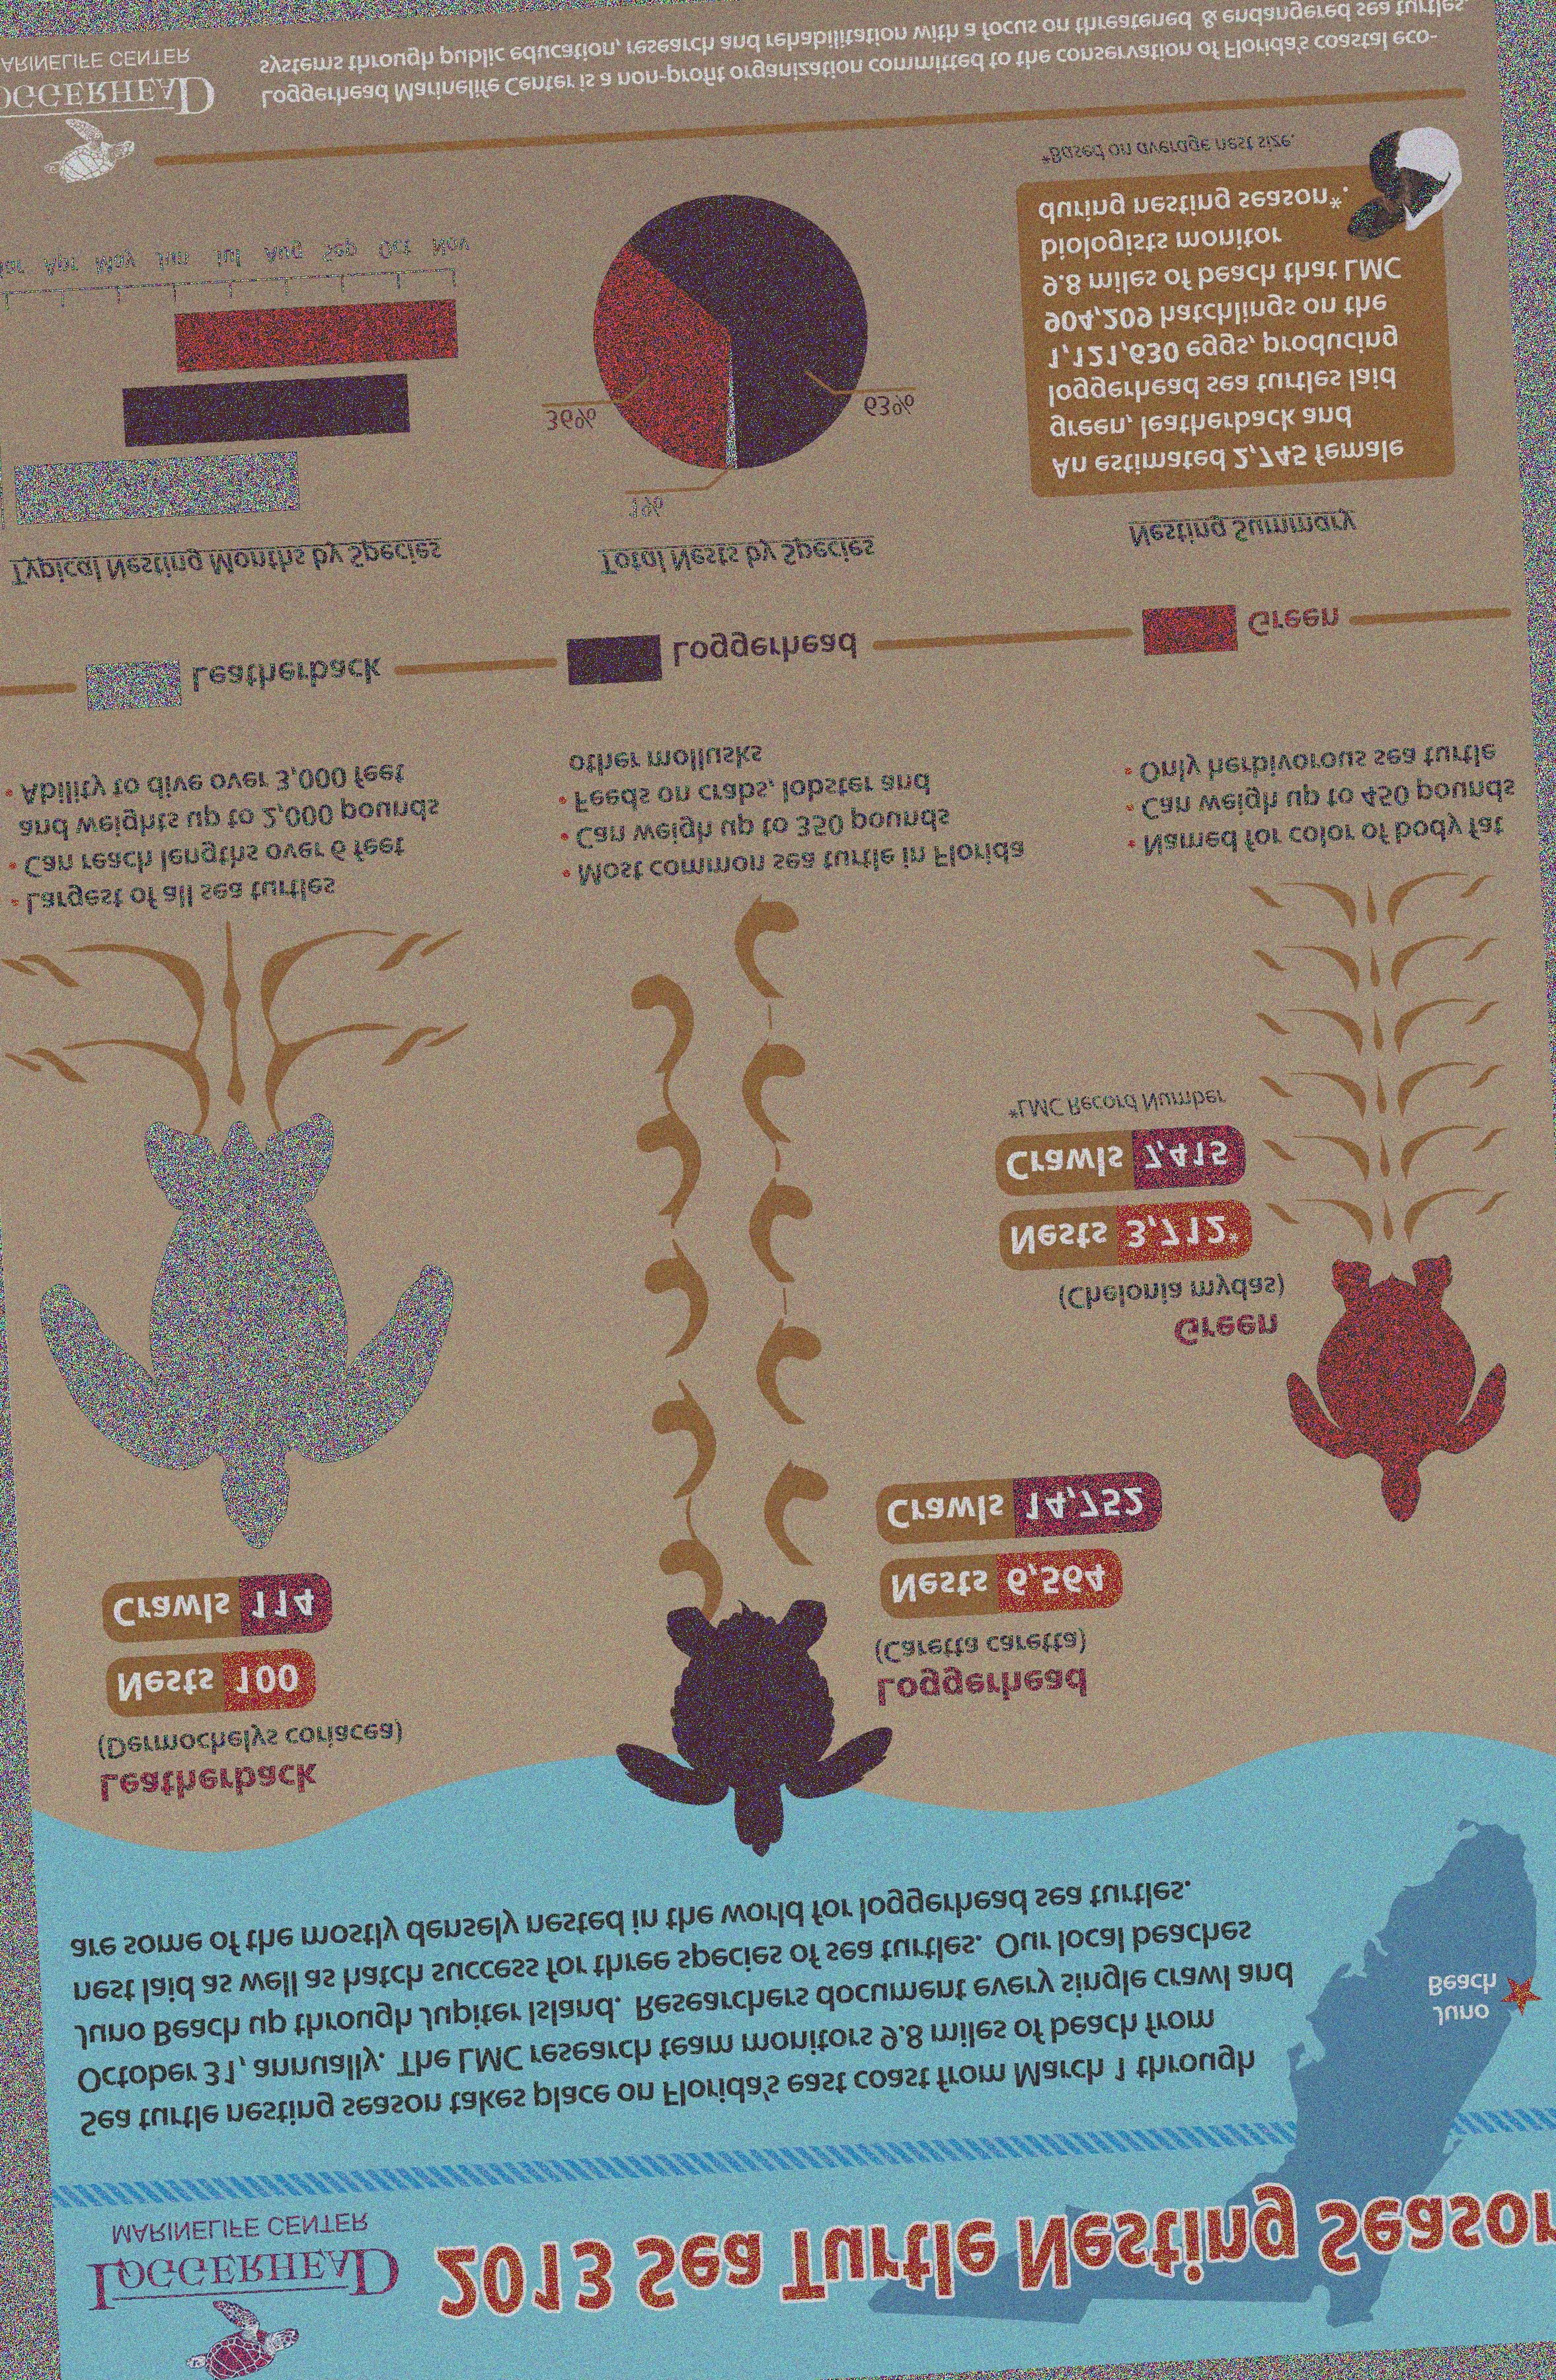 LOGGERHEAD
MARINELIFE CENTER
2013 Sea Turtle Nesting Season
Sea turtle nesting season takes place on Florida's east coast from March 1 through
October 31, annually. The LMC research team monitors 9.8 miles of beach from
Juno Beach up through Jupiter Island. Researchers document every single crawl and
nest laid as well as hatch success for three species of sea turtles. Our local beaches
are some of the mostly densely nested in the world for loggerhead sea turtles.
Juno
Beach
Leatherback
(Dermochelys coriacea)
Nests 100
Crawls 114
Loggerhead
(Caretta caretta)
Nests 6,564
Crawls 14,752
Green
(Chelonia mydas)
Nests 3,712*
Crawls 7,415
*LMC Record Number
• Largest of all sea turtles
• Can reach lengths over 6 feet
and weights up to 2,000 pounds
• Ability to dive over 3,000 feet
• Most common sea turtle in Florida
• Can weigh up to 350 pounds
• Feeds on crabs, lobster and
other mollusks
• Named for color of body fat
• Can weigh up to 450 pounds
• Only herbivorous sea turtle
Leatherback
Loggerhead
Green
Typical Nesting Months by Species
Mar Apr May Jun Jul Aug Sep Oct Nov
Total Nests by Species
1%
36%
63%
Nesting Summary
An estimated 2,745 female
green, leatherback and
loggerhead sea turtles laid
1,121,630 eggs, producing
904,209 hatchlings on the
9.8 miles of beach that LMC
biologists monitor
during nesting season*.
*Based on average nest size.
LOGGERHEAD
MARINELIFE CENTER
Loggerhead Marinelife Center is a non-profit organization committed to the conservation of Florida's coastal eco-
systems through public education, research and rehabilitation with a focus on threatened & endangered sea turtles.